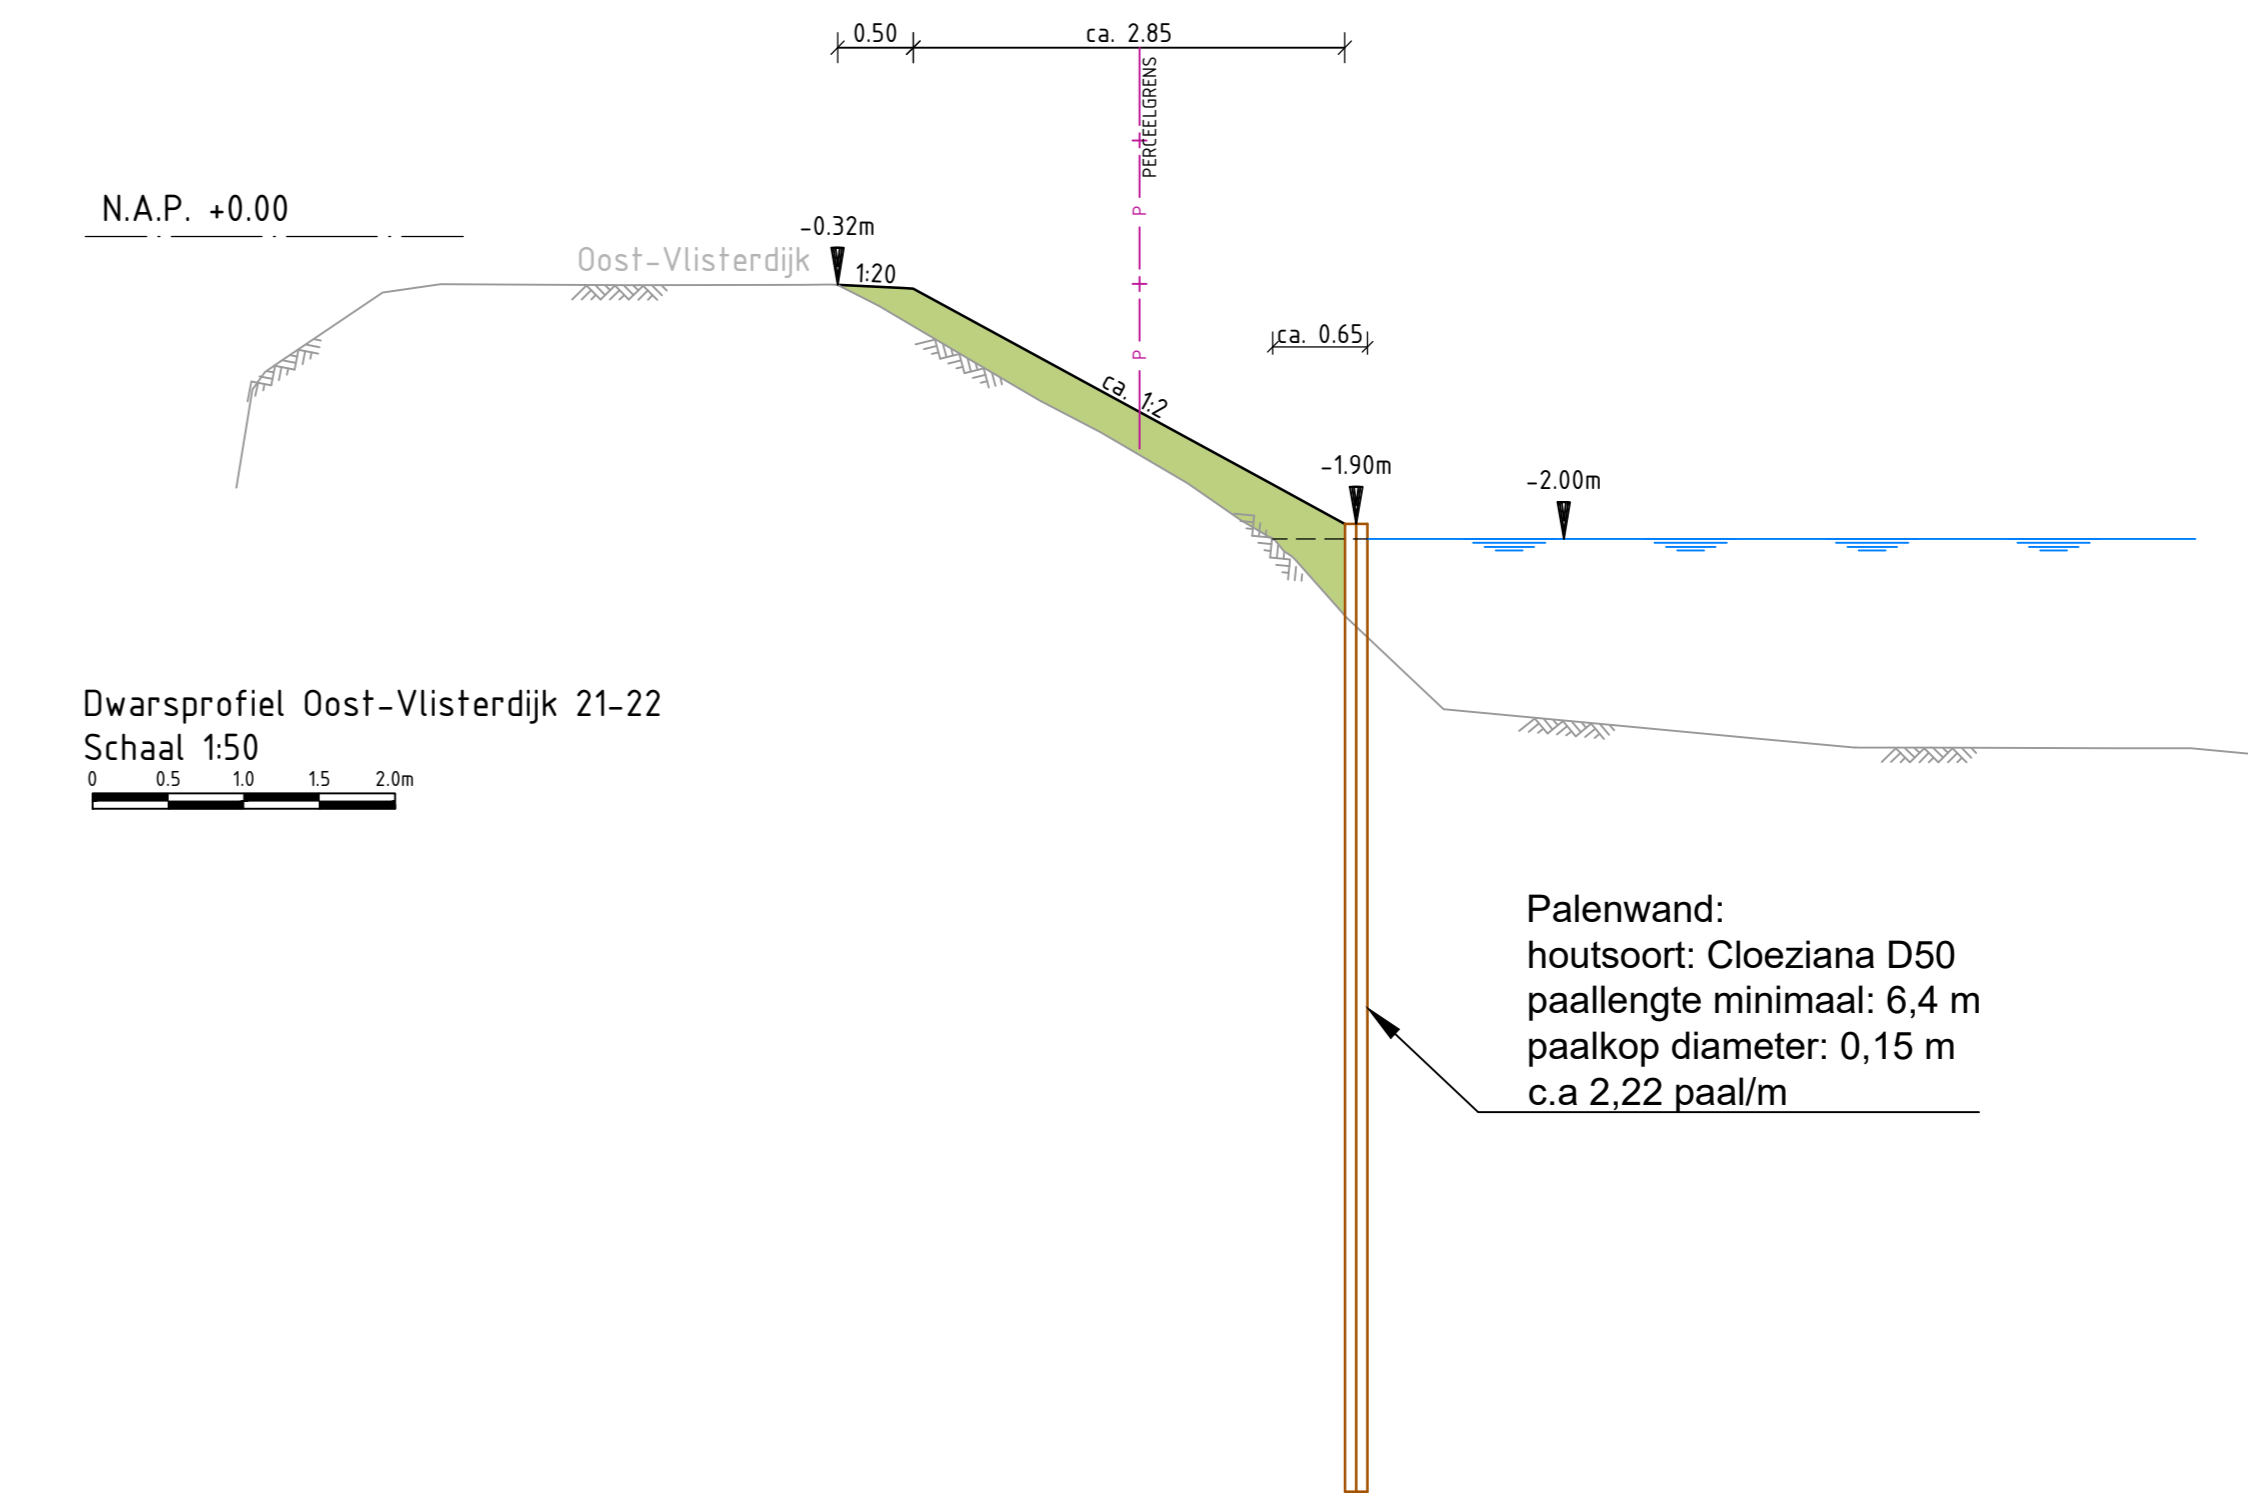 0.50
ca. 2.85
PERCEELGRENS
N.A.P. +0.00
-0.32m
Oost-Vlisterdijk
1:20
P
ca. 0.65
P
ca. 1:2
-1.90m
-2.00m
Dwarsprofiel Oost-Vlisterdijk 21-22
Schaal 1:50
0 0.5 1.0 1.5 2.0m
Palenwand:
houtsoort: Cloeziana D50
paallengte minimaal: 6,4 m
paalkop diameter: 0,15 m
c.a 2,22 paal/m